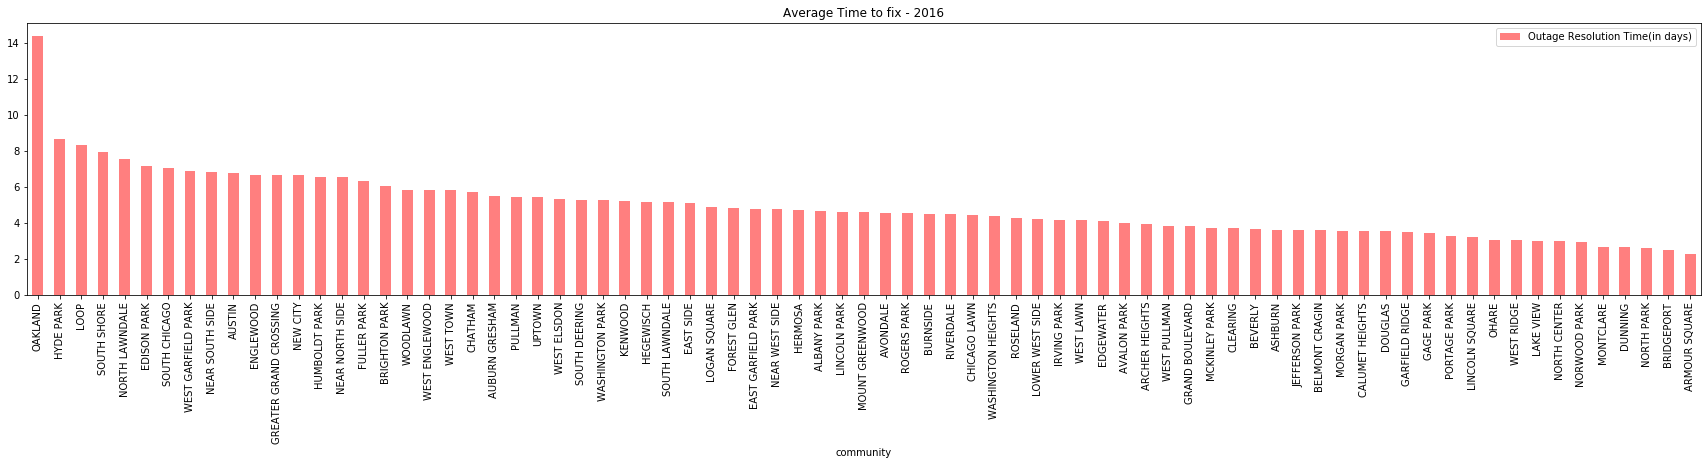 Average Time to fix - 2016
Outage Resolution Time(in days)
14
12
10
8
6
4
2
0
OAKLAND
HYDE PARK
LOOP
SOUTH SHORE
NORTH LAWNDALE
EDISON PARK
SOUTH CHICAGO
WEST GARFIELD PARK
NEAR SOUTH SIDE
AUSTIN
ENGLEWOOD
GREATER GRAND CROSSING
NEW CITY
HUMBOLDT PARK
NEAR NORTH SIDE
FULLER PARK
BRIGHTON PARK
WOODLAWN
WEST ENGLEWOOD
WEST TOWN
CHATHAM
AUBURN GRESHAM
PULLMAN
UPTOWN
WEST ELSDON
SOUTH DEERING
WASHINGTON PARK
KENWOOD
HEGEWISCH
SOUTH LAWNDALE
EAST SIDE
LOGAN SQUARE
FOREST GLEN
EAST GARFIELD PARK
NEAR WEST SIDE
HERMOSA
ALBANY PARK
LINCOLN PARK
MOUNT GREENWOOD
AVONDALE
ROGERS PARK
BURNSIDE
RIVERDALE
CHICAGO LAWN
WASHINGTON HEIGHTS
ROSELAND
LOWER WEST SIDE
IRVING PARK
WEST LAWN
EDGEWATER
AVALON PARK
ARCHER HEIGHTS
WEST PULLMAN
GRAND BOULEVARD
MCKINLEY PARK
CLEARING
BEVERLY
ASHBURN
JEFFERSON PARK
BELMONT CRAGIN
MORGAN PARK
CALUMET HEIGHTS
DOUGLAS
GARFIELD RIDGE
GAGE PARK
PORTAGE PARK
LINCOLN SQUARE
OHARE
WEST RIDGE
LAKE VIEW
NORTH CENTER
NORWOOD PARK
MONTCLARE
DUNNING
NORTH PARK
BRIDGEPORT
ARMOUR SQUARE
community